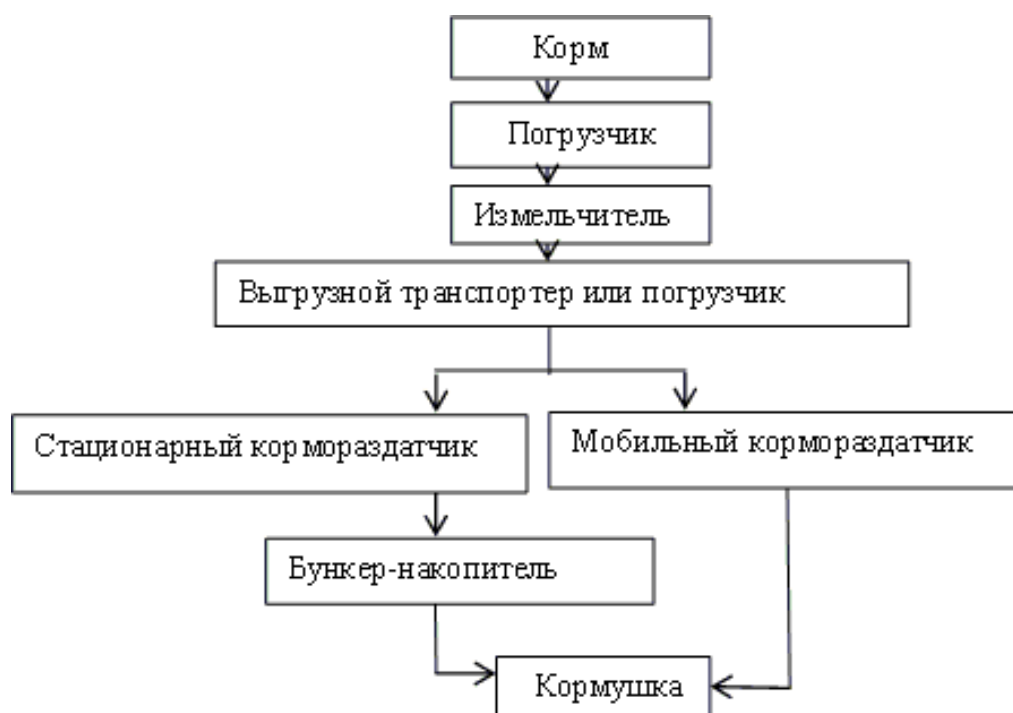 Корм
Погрузчик
Измельчитель
Выгрузной транспортер или погрузчик
Стационарный кормораздатчик
Мобильный кормораздатчик
Бункер-накопитель
Кормушка